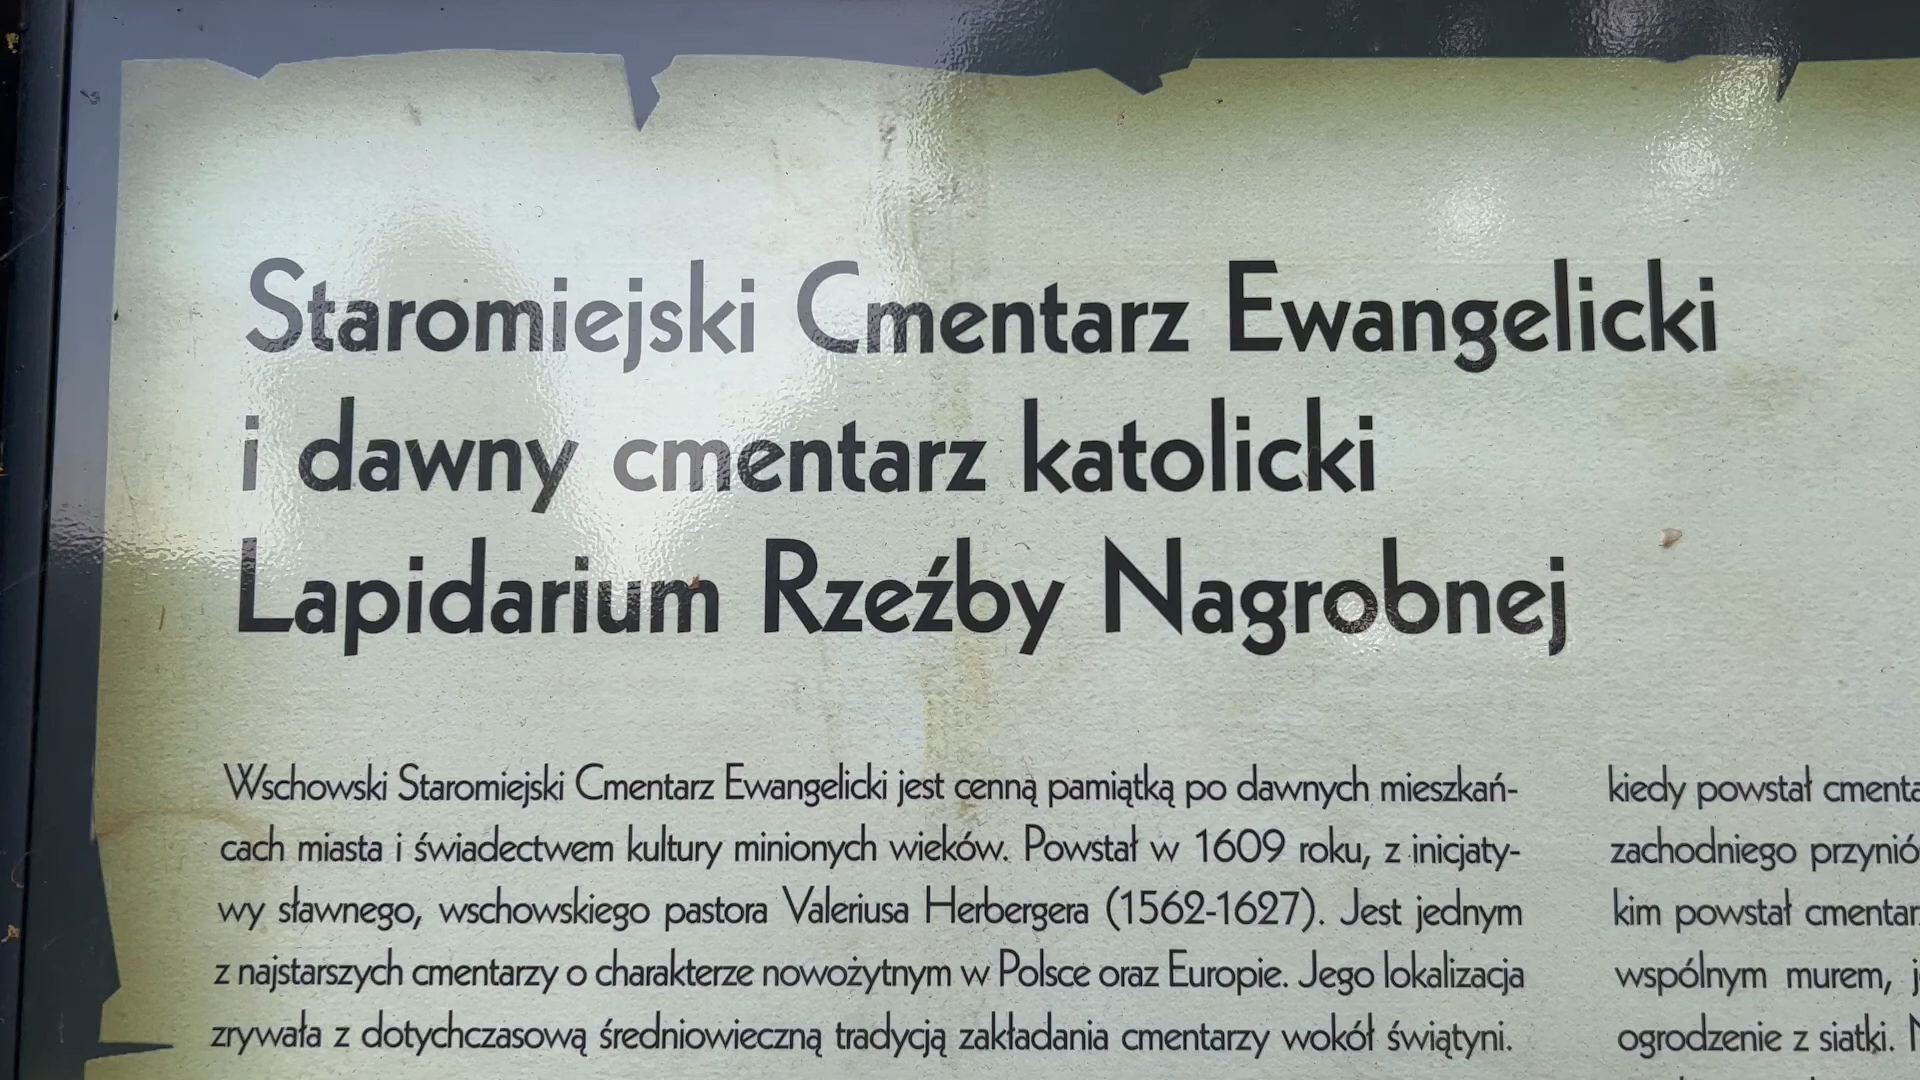 Staromiejski Cmentarz Ewangelicki
i dawny cmentarz katolicki
Lapidarium Rzeźby Nagrobnej
Wschowski Staromiejski Cmentarz Ewangelicki jest cenną pamiątką po dawnych mieszkań-
cach miasta i świadectwem kultury minionych wieków. Powstał w 1609 roku, z inicjaty-
wy sławnego, wschowskiego pastora Valeriusa Herbergera (1562-1627). Jest jednym
z najstarszych cmentarzy o charakterze nowożytnym w Polsce oraz Europie. Jego lokalizacja
zrywała z dotychczasową średniowieczną tradycją zakładania cmentarzy wokół świątyni.
kiedy powstał
zachodniego
kim powstał
wspólnym murem,
ogrodzenie z siatki.